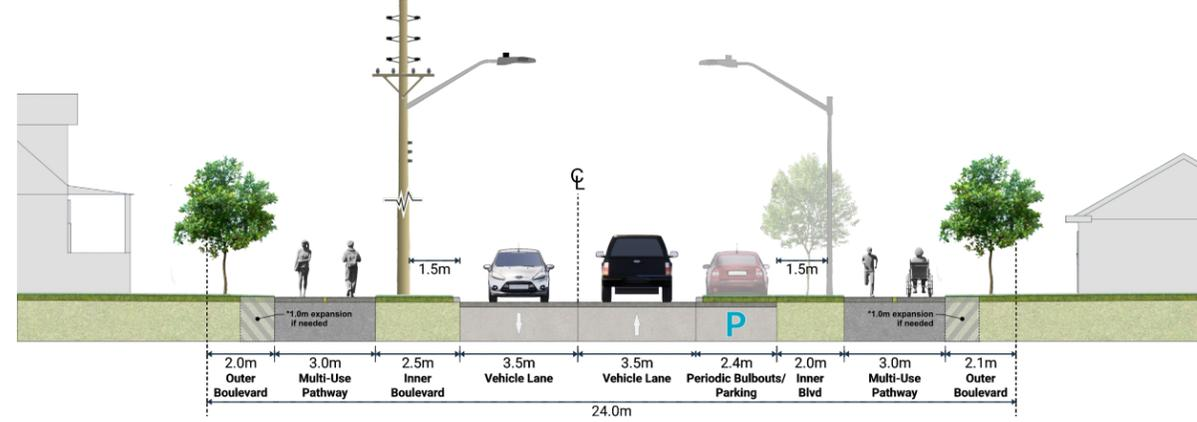 ℄
1.5m
1.5m
*1.0m expansion
if needed
P
*1.0m expansion
if needed
2.0m
Outer
Boulevard
3.0m
Multi-Use
Pathway
2.5m
Inner
Boulevard
3.5m
Vehicle Lane
3.5m
Vehicle Lane
2.4m
Periodic Bulbouts/
Parking
2.0m
Inner
Blvd
3.0m
Multi-Use
Pathway
2.1m
Outer
Boulevard
24.0m